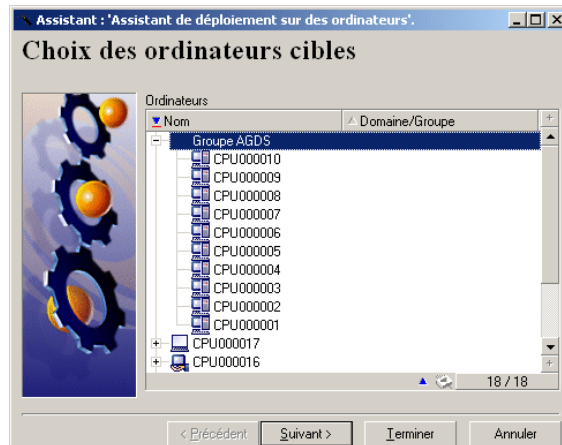 Assistant : 'Assistant de déploiement sur des ordinateurs'.
Choix des ordinateurs cibles
Ordinateurs
Nom Domaine/Groupe
Groupe AGDS
CPU000010
CPU000009
CPU000008
CPU000007
CPU000006
CPU000005
CPU000004
CPU000003
CPU000002
CPU000001
CPU000017
CPU000016
18 / 18
< Précédent Suivant > Terminer Annuler